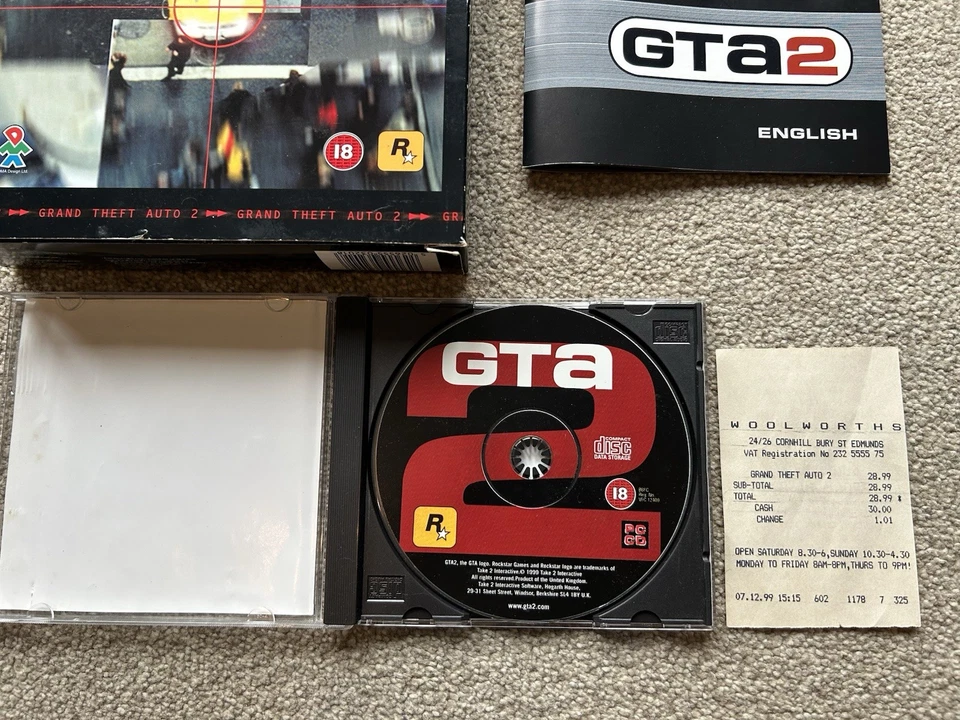 DMA Design Ltd
18
R
GRAND THEFT AUTO 2 GRAND THEFT AUTO 2 GR
GTA2
ENGLISH
GTA
2
COMPACT
disc
DATA STORAGE
18
R
PC
CD
GTA2, the GTA logo. Rockstar Games and Rockstar logo are trademarks of
Take 2 Interactive.© 1999 Take 2 Interactive
All rights reserved.Product of the United Kingdom.
Take 2 Interactive Software, Hogarth House,
29-31 Sheet Street, Windsor, Berkshire SL4 1BY U.K.
www.gta2.com
WOOLWORTHS
24/26 CORNHILL BURY ST EDMUNDS
VAT Registration No 232 5555 75
GRAND THEFT AUTO 2 28.99
SUB-TOTAL 28.99
TOTAL 28.99 *
CASH 30.00
CHANGE 1.01
OPEN SATURDAY 8.30-6,SUNDAY 10.30-4.30
MONDAY TO FRIDAY 8AM-8PM,THURS TO 9PM!
07.12.99 15:15 602 1178 7 325